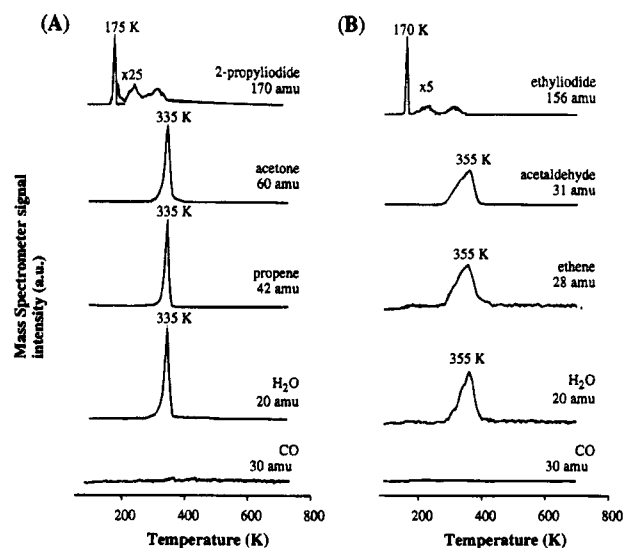 (A)
175 K
x25
2-propyliodide
170 amu
335 K
acetone
60 amu
335 K
propene
42 amu
335 K
H2O
20 amu
CO
30 amu
200
400
600
800
Temperature (K)
Mass Spectrometer signal
intensity (a.u.)
(B)
170 K
x5
ethyliodide
156 amu
355 K
acetaldehyde
31 amu
355 K
ethene
28 amu
355 K
H2O
20 amu
CO
30 amu
200
400
600
800
Temperature (K)